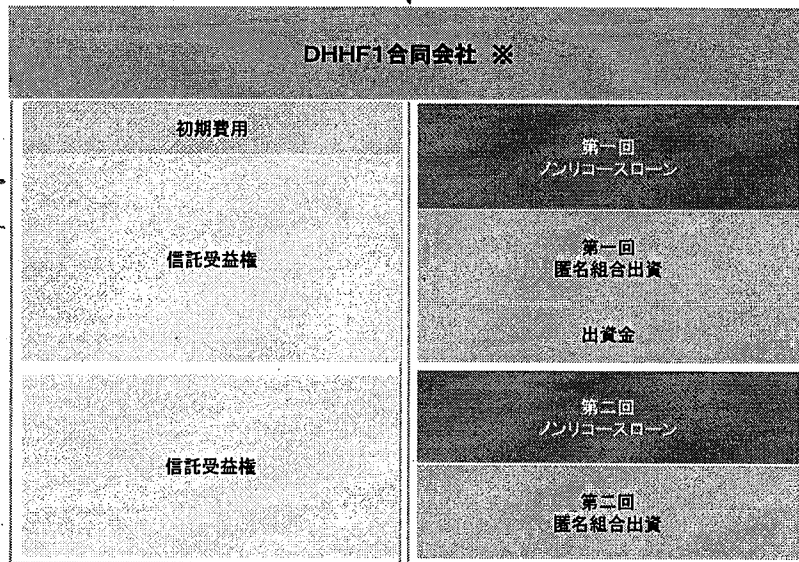 DHHF1合同会社 ※
初期費用
信託受益権
第一回
ノンリコースローン
第一回
匿名組合出資
出資金
信託受益権
第二回
ノンリコースローン
第二回
匿名組合出資